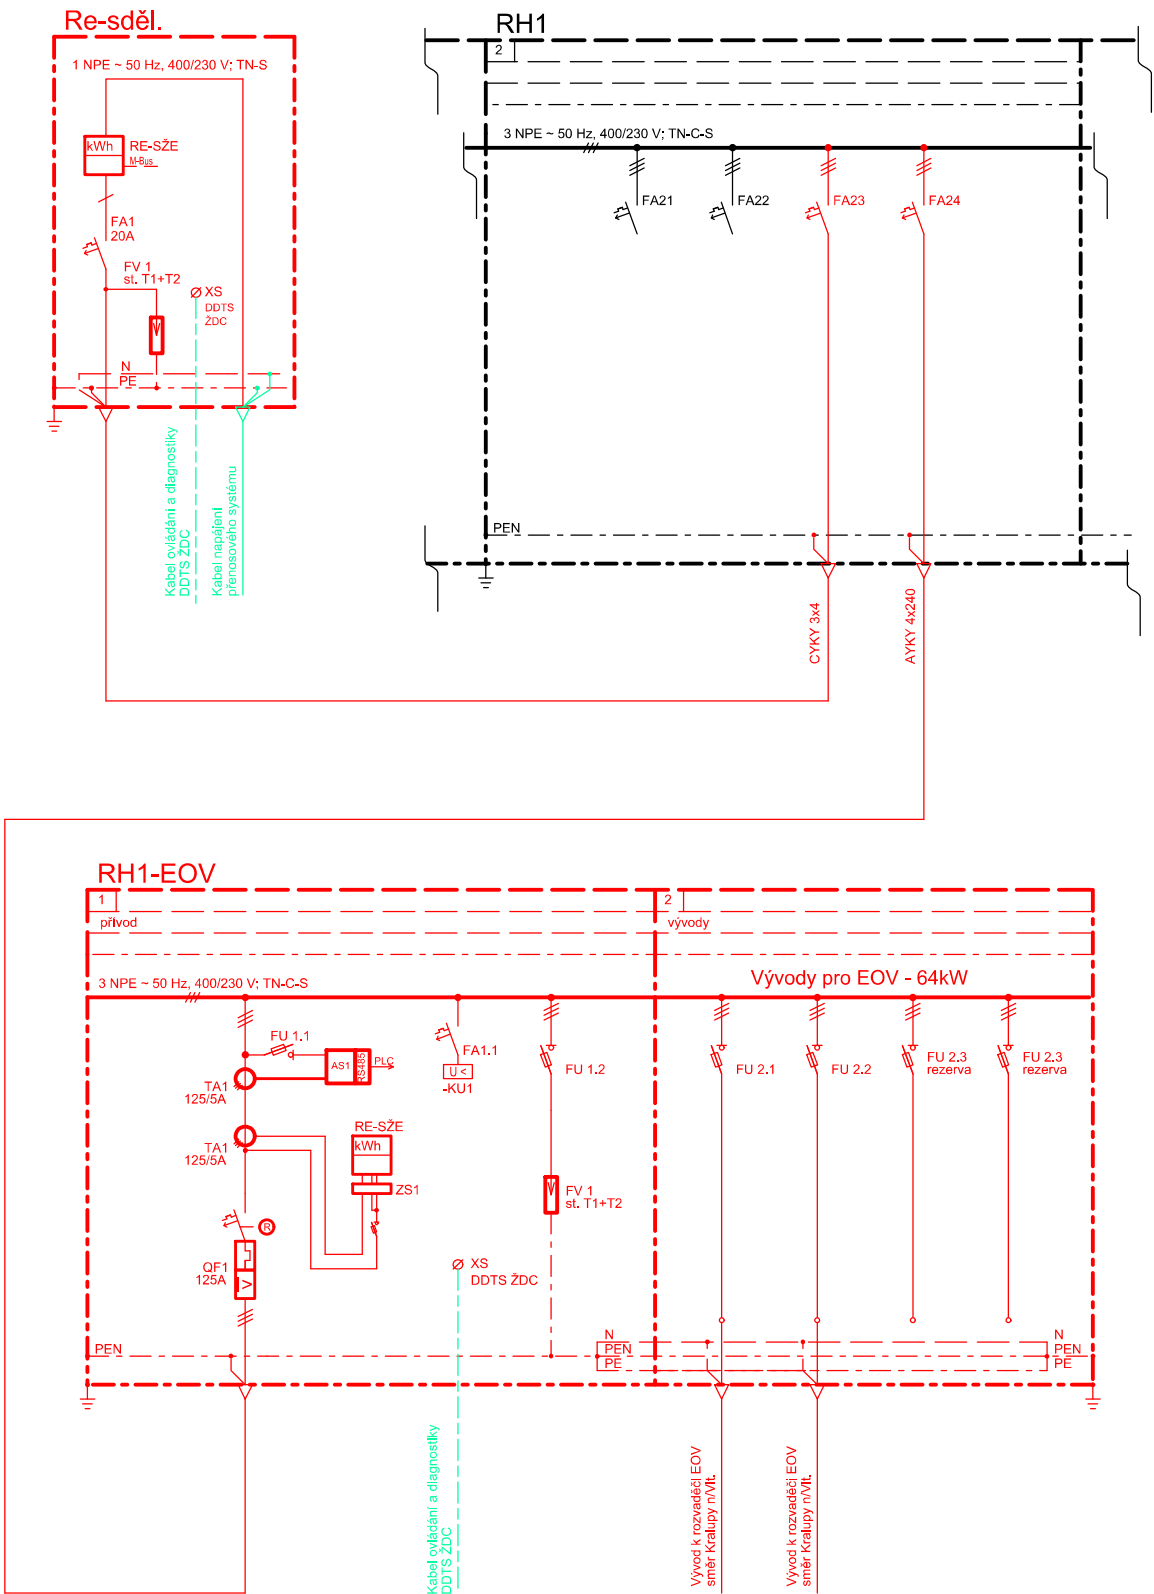 Re-sděl.
1 NPE ~ 50 Hz, 400/230 V; TN-S
kWh
RE-SŽE
M-Bus
FA1
20A
FV 1
st. T1+T2
XS
DDTS
ŽDC
N
PE
Kabel ovládání a diagnostiky
DDTS ŽDC
Kabel napájení
přenosového systému
RH1
2
3 NPE ~ 50 Hz, 400/230 V; TN-C-S
FA21
FA22
FA23
FA24
PEN
CYKY 3x4
AYKY 4x240
RH1-EOV
1
přívod
2
vývody
3 NPE ~ 50 Hz, 400/230 V; TN-C-S
Vývody pro EOV - 64kW
FU 1.1
AS1
RS485
PLC
TA1
125/5A
TA1
125/5A
RE-SŽE
kWh
ZS1
R
QF1
125A
I >
FA1.1
U <
-KU1
FU 1.2
FV 1
st. T1+T2
XS
DDTS ŽDC
FU 2.1
FU 2.2
FU 2.3
rezerva
FU 2.3
rezerva
PEN
N
PEN
PE
N
PEN
PE
Kabel ovládání a diagnostiky
DDTS ŽDC
Vývod k rozvaděči EOV
směr Kralupy n/Vlt.
Vývod k rozvaděči EOV
směr Kralupy n/Vlt.